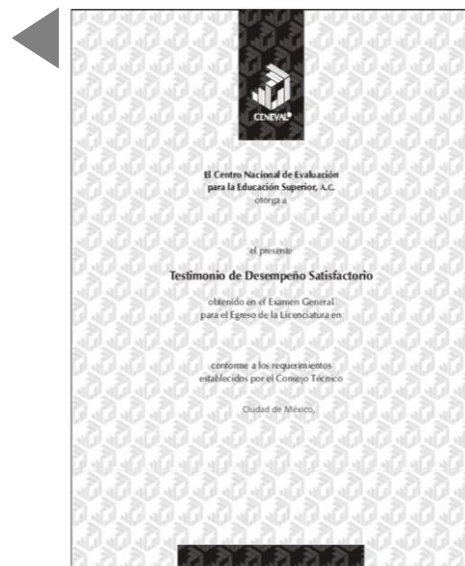 CENEVAL®
El Centro Nacional de Evaluación
para la Educación Superior, A.C.
otorga a
el presente
Testimonio de Desempeño Satisfactorio
obtenido en el Examen General
para el Egreso de la Licenciatura en
conforme a los requerimientos
establecidos por el Consejo Técnico
Ciudad de México,